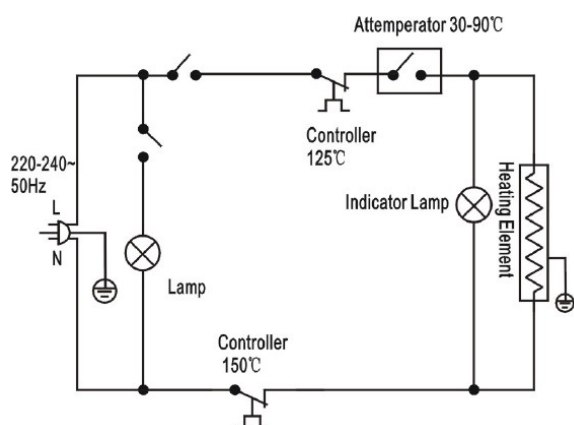 Attemperator 30-90℃
Controller
125℃
220-240~
50Hz
L
N
Lamp
Indicator Lamp
Heating Element
Controller
150℃